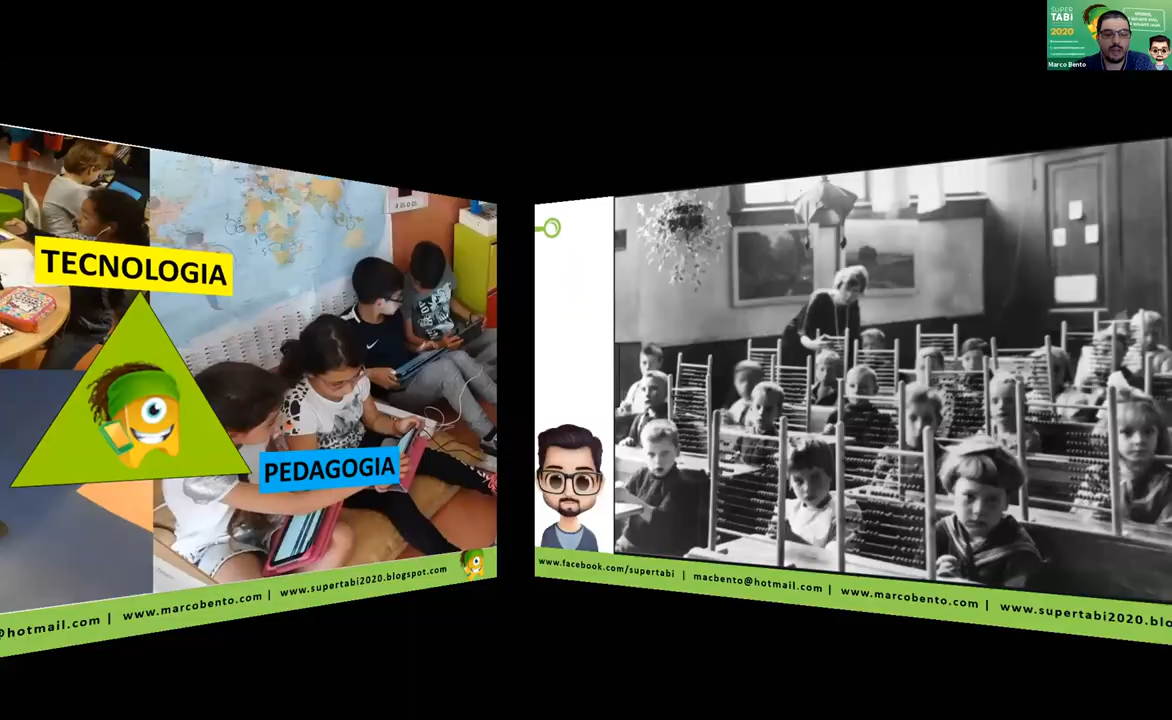 SUPER
TABi
2020
Marco Bento
TECNOLOGIA
PEDAGOGIA
@hotmail.com | www.marcobento.com | www.supertabi2020.blogspot.com
www.facebook.com/supertabi | macbento@hotmail.com | www.marcobento.com | www.supertabi2020.blo